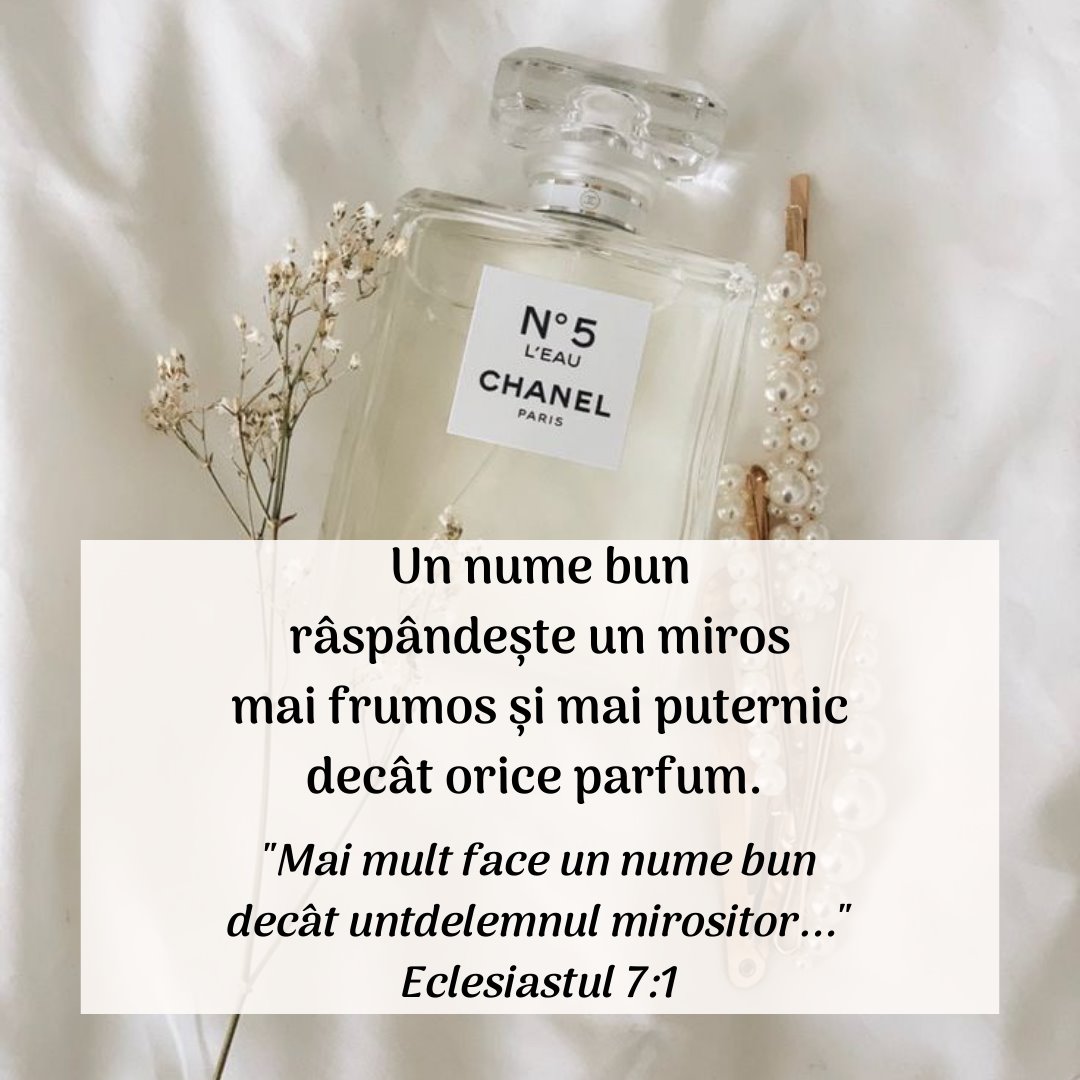 N°5
L'EAU
CHANEL
PARIS
Un nume bun
râspândește un miros
mai frumos și mai puternic
decât orice parfum.
"Mai mult face un nume bun
decât untdelemnul mirositor..."
Eclesiastul 7:1